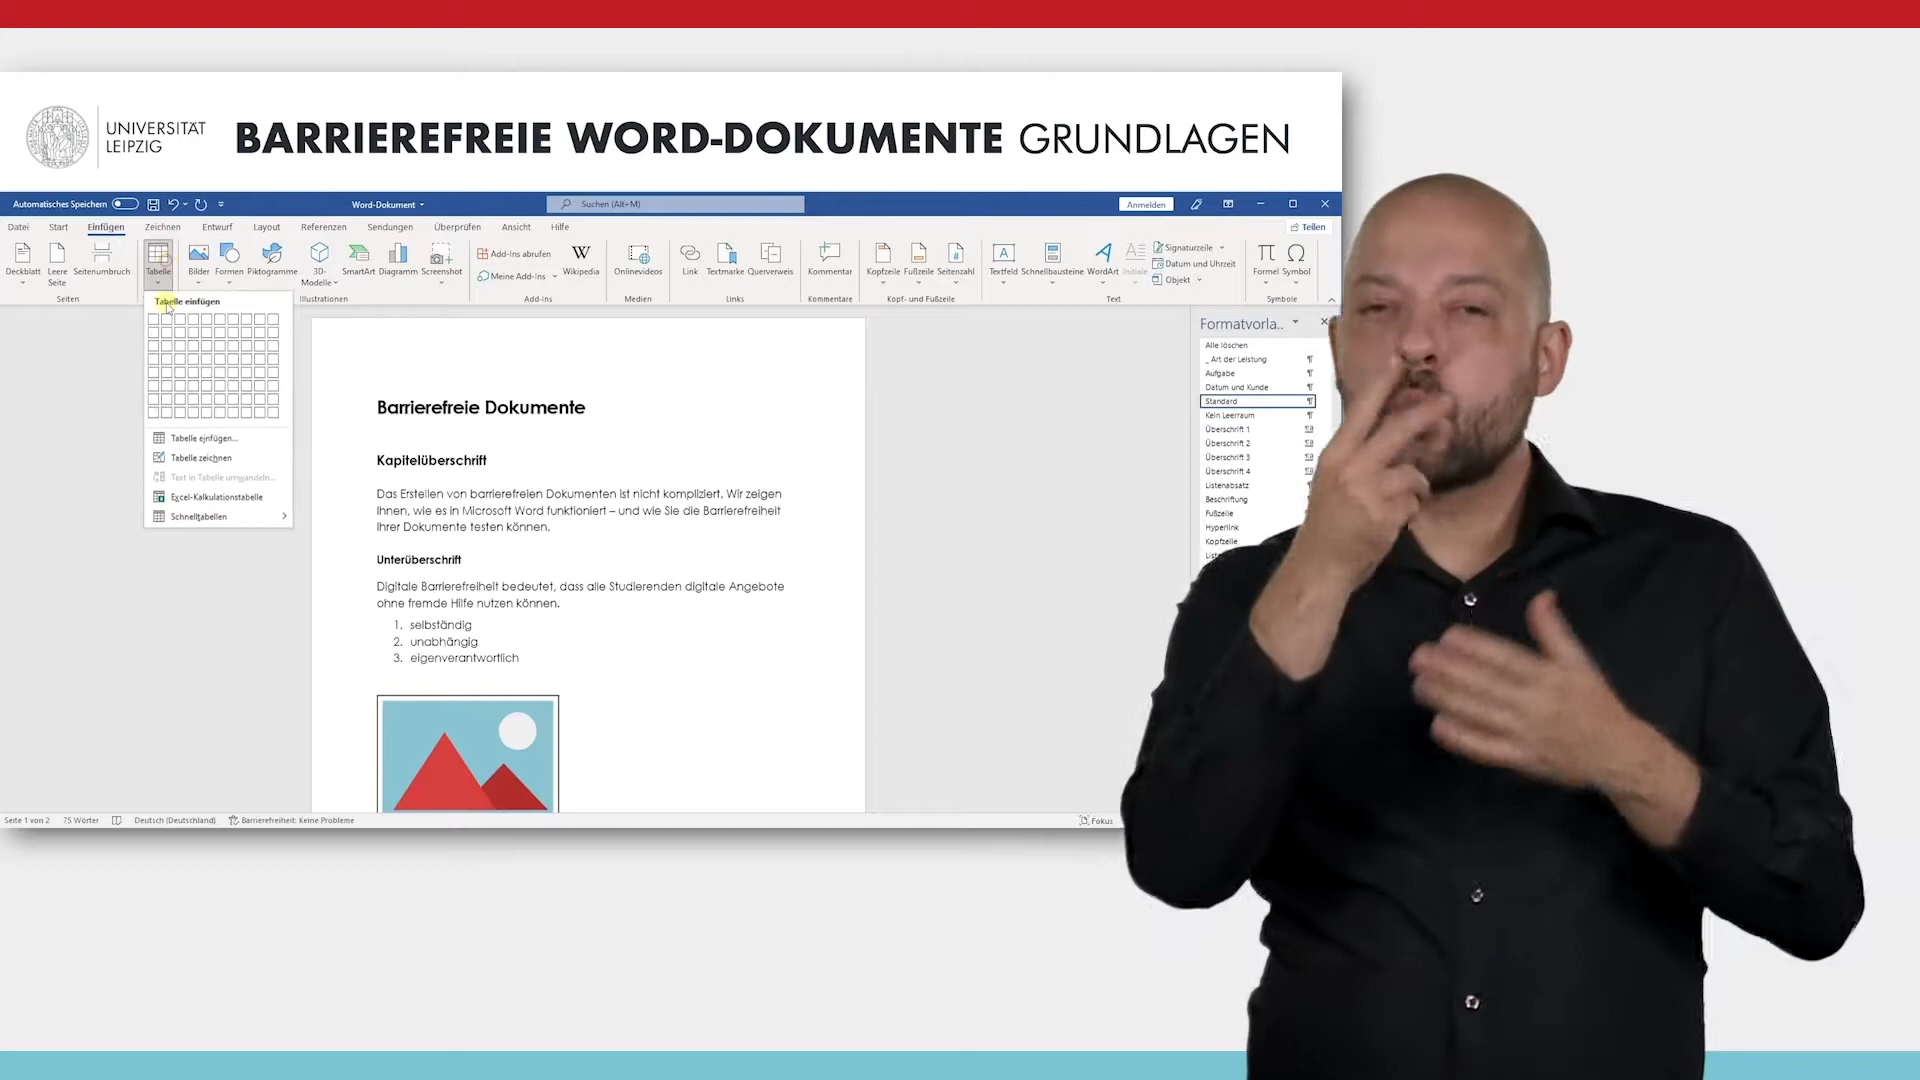 UNIVERSITÄT
LEIPZIG
BARRIEREFREIE WORD-DOKUMENTE GRUNDLAGEN
Automatisches Speichern
Word-Dokument
Suchen (Alt+M)
Anmelden
Datei Start Einfügen Zeichnen Entwurf Layout Referenzen Sendungen Überprüfen Ansicht Hilfe
Teilen
Deckblatt Leere Seite Seitenumbruch
Tabelle
Bilder Formen Piktogramme 3D-Modelle SmartArt Diagramm Screenshot
Add-Ins abrufen
Meine Add-Ins
Wikipedia
Onlinevideos
Link Textmarke Querverweis
Kommentar
Kopfzeile Fußzeile Seitenzahl
Textfeld Schnellbausteine WordArt Initiale
Signaturzeile
Datum und Uhrzeit
Objekt
Formel Symbol
Seiten
Illustrationen
Add-Ins
Medien
Links
Kommentare
Kopf- und Fußzeile
Text
Symbole
Tabelle einfügen
Tabelle einfügen...
Tabelle zeichnen
Text in Tabelle umwandeln...
Excel-Kalkulationstabelle
Schnelltabellen
Barrierefreie Dokumente
Kapitelüberschrift
Das Erstellen von barrierefreien Dokumenten ist nicht kompliziert. Wir zeigen
Ihnen, wie es in Microsoft Word funktioniert – und wie Sie die Barrierefreiheit
Ihrer Dokumente testen können.
Unterüberschrift
Digitale Barrierefreiheit bedeutet, dass alle Studierenden digitale Angebote
ohne fremde Hilfe nutzen können.
1. selbständig
2. unabhängig
3. eigenverantwortlich
Formatvorla..
Alle löschen
_ Art der Leistung
Aufgabe
Datum und Kunde
Standard
Kein Leerraum
Überschrift 1
Überschrift 2
Überschrift 3
Überschrift 4
Listenabsatz
Beschriftung
Fußzeile
Hyperlink
Kopfzeile
Seite 1 von 2 75 Wörter Deutsch (Deutschland) Barrierefreiheit: Keine Probleme
Fokus